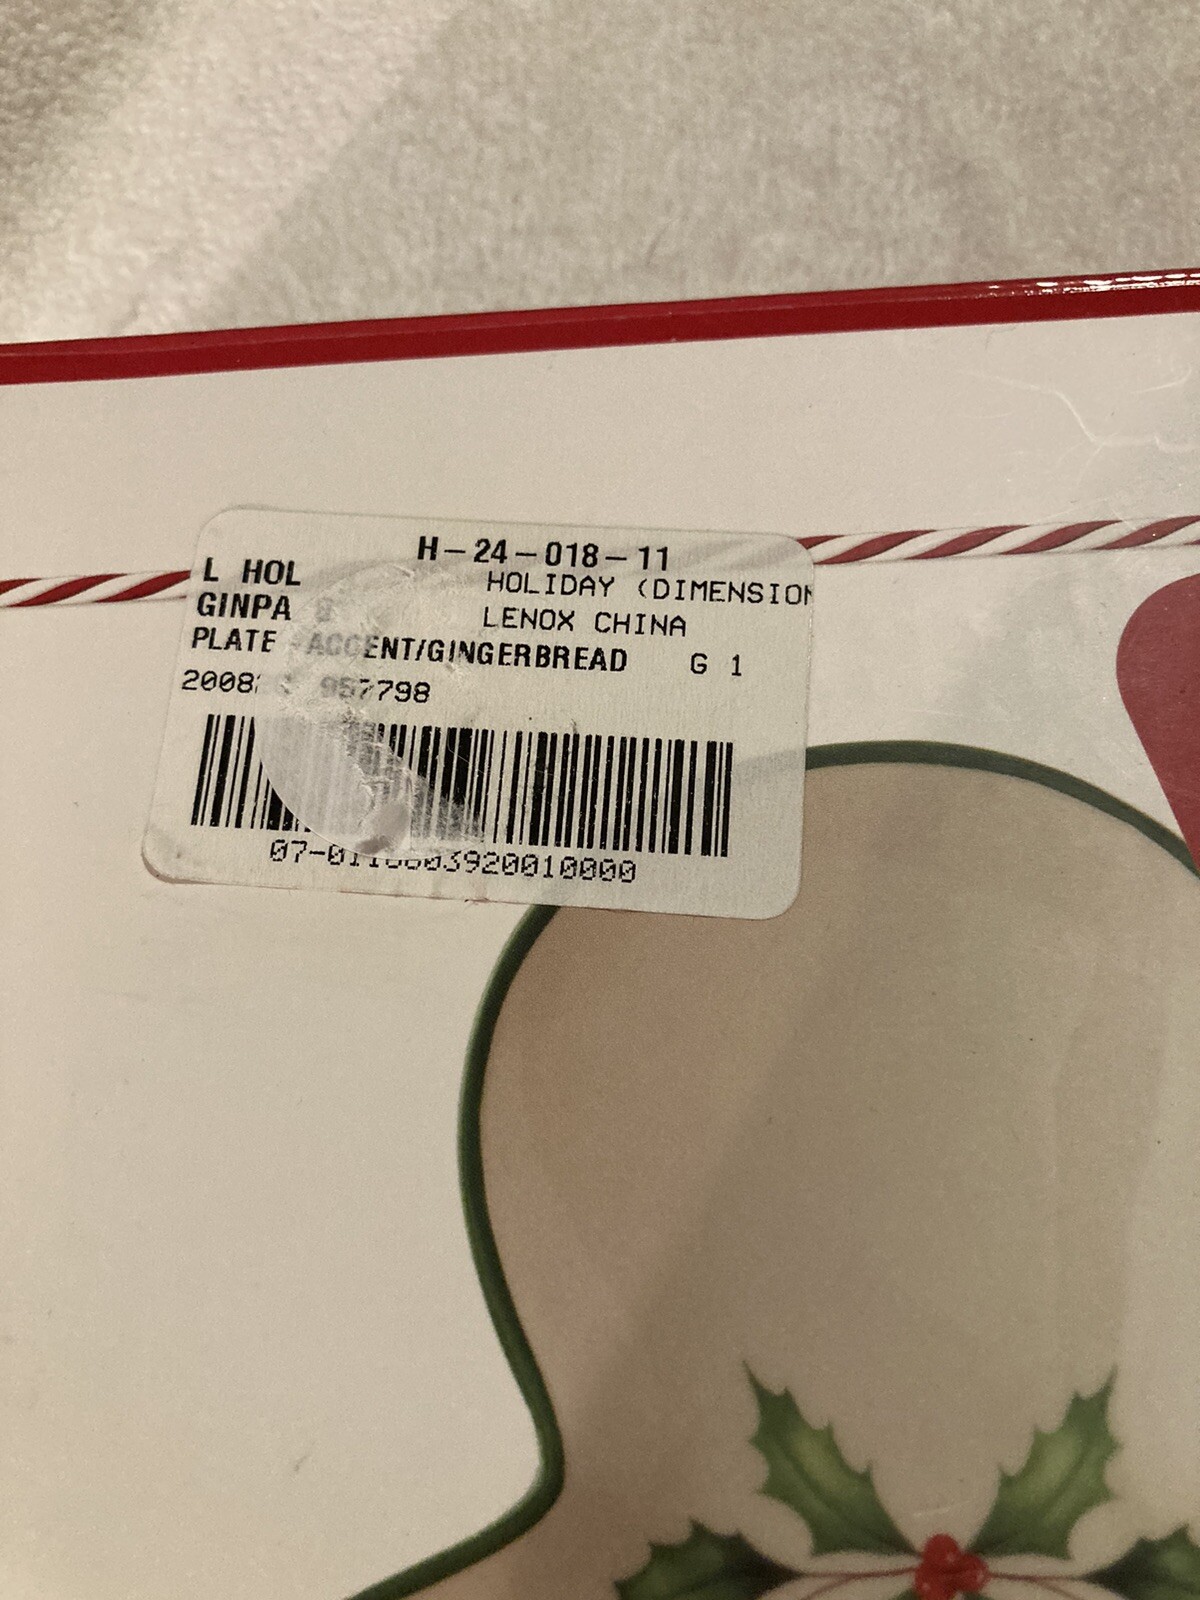 H-24-018-11
L HOL HOLIDAY (DIMENSION
GINPA LENOX CHINA
PLATE ACCENT/GINGERBREAD G 1
957798